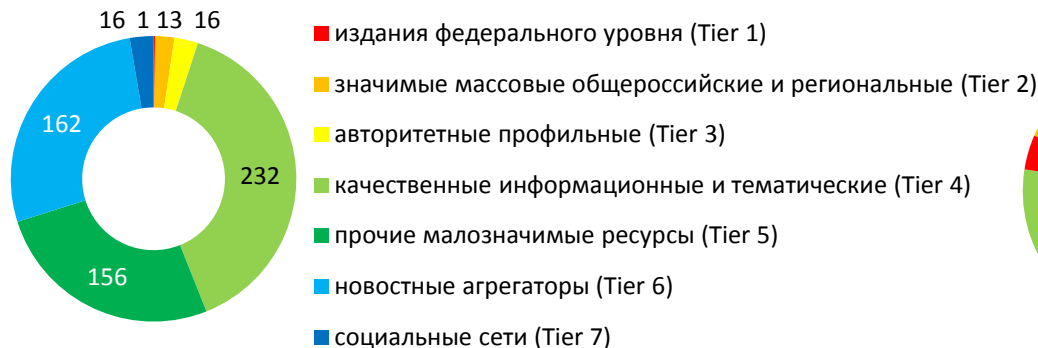 16 1 13 16
издания федерального уровня (Tier 1)
значимые массовые общероссийские и региональные (Tier 2)
162
авторитетные профильные (Tier 3)
232
качественные информационные и тематические (Tier 4)
прочие малозначимые ресурсы (Tier 5)
156
новостные агрегаторы (Tier 6)
социальные сети (Tier 7)